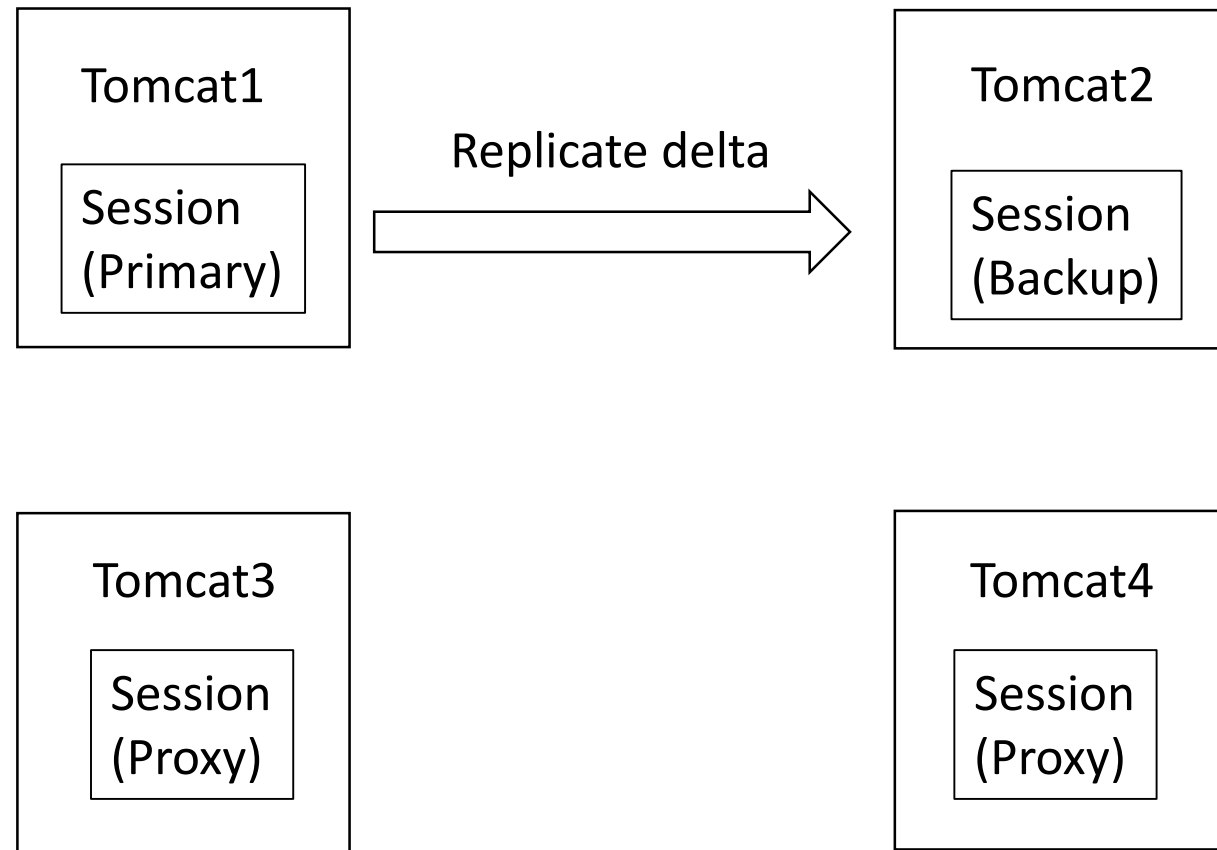 Tomcat1
Session
(Primary)
Replicate delta
Tomcat2
Session
(Backup)
Tomcat3
Session
(Proxy)
Tomcat4
Session
(Proxy)